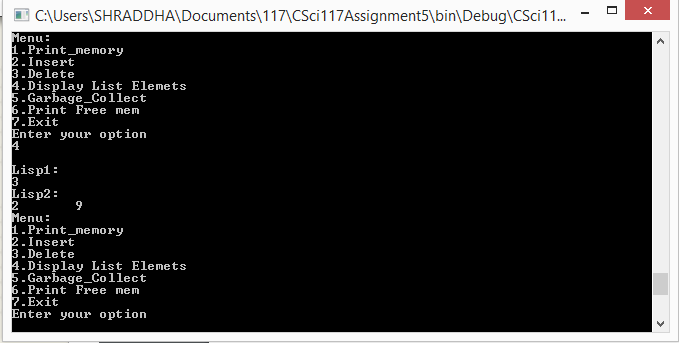 C:\Users\SHRADDHA\Documents\117\CSci117Assignment5\bin\Debug\CSci11...
Menu:
1.Print_memory
2.Insert
3.Delete
4.Display List Elemets
5.Garbage_Collect
6.Print Free mem
7.Exit
Enter your option
4
Lisp1:
3
Lisp2:
2 9
Menu:
1.Print_memory
2.Insert
3.Delete
4.Display List Elemets
5.Garbage_Collect
6.Print Free mem
7.Exit
Enter your option